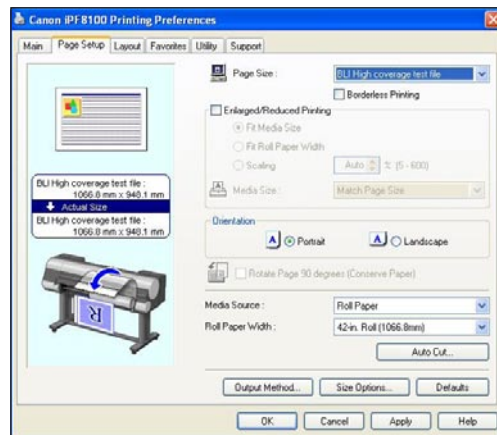 Canon iPF8100 Printing Preferences
Main Page Setup Layout Favorites Utility Support
Page Size : BLI High coverage test file
Borderless Printing
Enlarged/Reduced Printing
Fit Media Size
Fit Roll Paper Width
Scaling Auto % (5 - 600)
Media Size : Match Page Size
BLI High coverage test file :
1066.8 mm x 948.1 mm
Actual Size
BLI High coverage test file :
1066.8 mm x 948.1 mm
Orientation
A Portrait A Landscape
Rotate Page 90 degrees (Conserve Paper)
R
Media Source : Roll Paper
Roll Paper Width : 42-in. Roll (1066.8mm)
Auto Cut...
Output Method... Size Options... Defaults
OK Cancel Apply Help